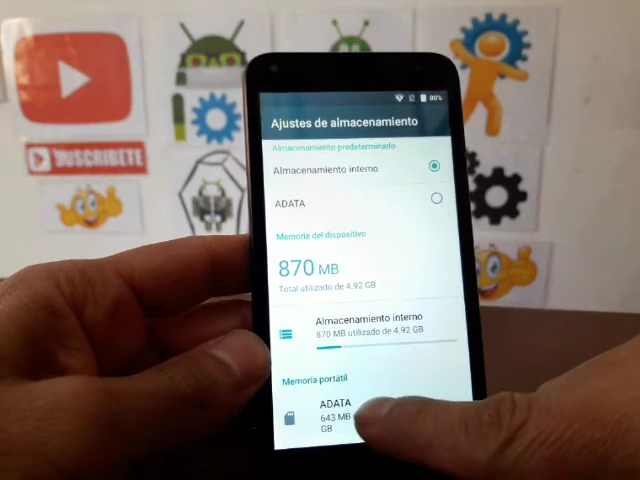 SUSCRIBETE
88%
Ajustes de almacenamiento
Almacenamiento predeterminado
Almacenamiento interno
ADATA
Memoria del dispositivo
870 MB
Total utilizado de 4.92 GB
Almacenamiento interno
870 MB utilizado de 4.92 GB
Memoria portátil
ADATA
643 MB
GB